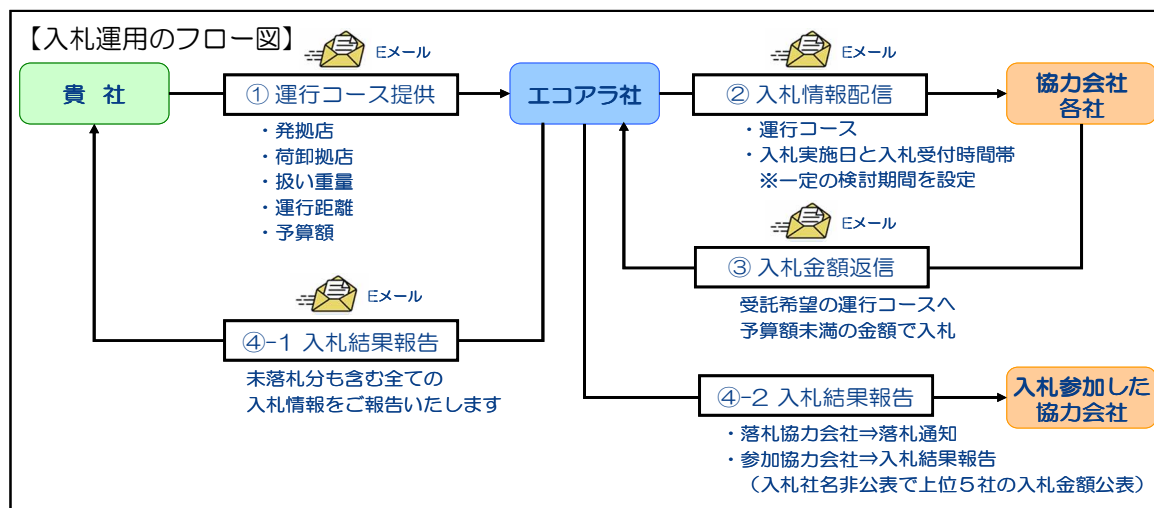 【入札運用のフロー図】
Eメール
Eメール
貴 社
① 運行コース提供
エコアラ社
② 入札情報配信
協力会社
各社
・発拠店
・荷卸拠店
・扱い重量
・運行距離
・予算額
・運行コース
・入札実施日と入札受付時間帯
※一定の検討期間を設定
Eメール
③ 入札金額返信
受託希望の運行コースへ
予算額未満の金額で入札
Eメール
④-1 入札結果報告
未落札分も含む全ての
入札情報をご報告いたします
④-2 入札結果報告
入札参加した
協力会社
・落札協力会社⇒落札通知
・参加協力会社⇒入札結果報告
（入札社名非公表で上位５社の入札金額公表）